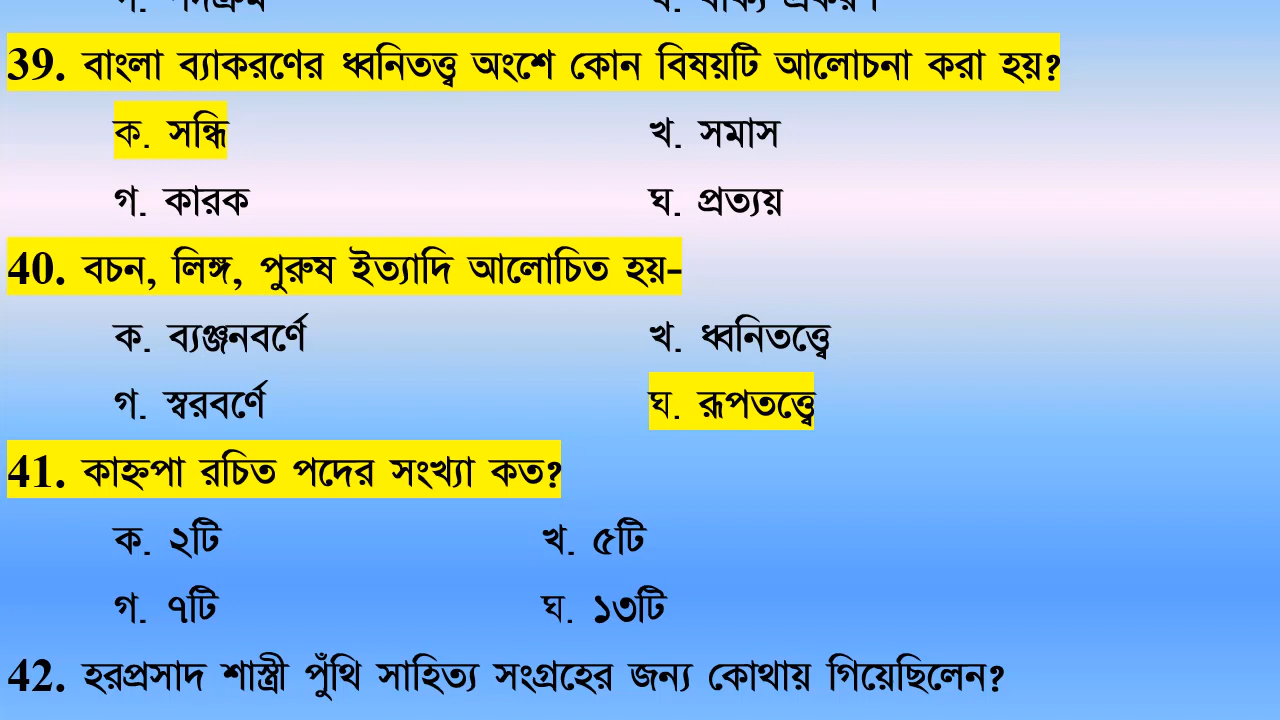 39. বাংলা ব্যাকরণের ধ্বনিতত্ত্ব অংশে কোন বিষয়টি আলোচনা করা হয়?
ক. সন্ধি খ. সমাস
গ. কারক ঘ. প্রত্যয়
40. বচন, লিঙ্গ, পুরুষ ইত্যাদি আলোচিত হয়-
ক. ব্যঞ্জনবর্ণে খ. ধ্বনিতত্ত্বে
গ. স্বরবর্ণে ঘ. রূপতত্ত্বে
41. কাহ্নপা রচিত পদের সংখ্যা কত?
ক. ২টি খ. ৫টি
গ. ৭টি ঘ. ১৩টি
42. হরপ্রসাদ শাস্ত্রী পুঁথি সাহিত্য সংগ্রহের জন্য কোথায় গিয়েছিলেন?